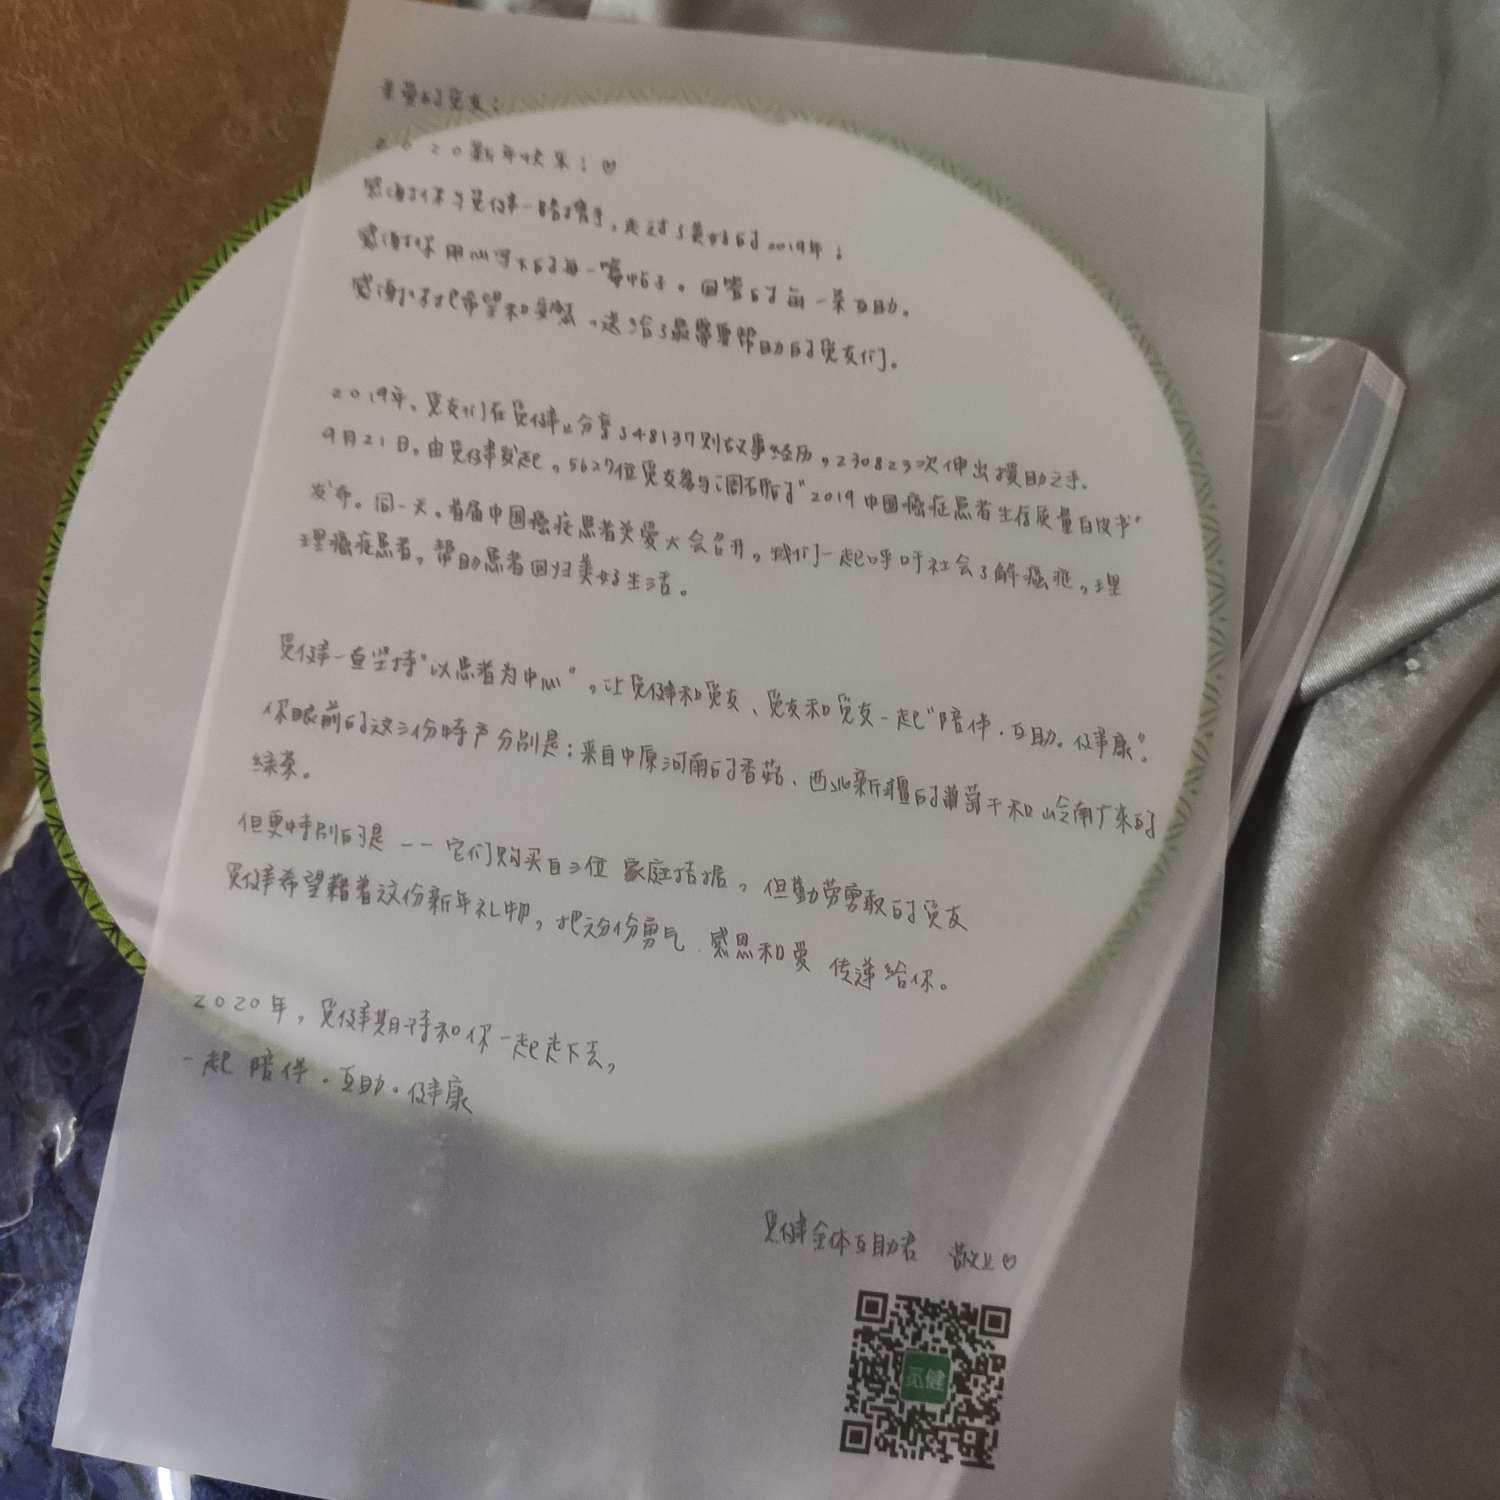 亲爱的觅友：
2020新年快乐！♡
感谢你与觅健一路携手，走过了美好的2019年；
感谢你用心写下的每一篇帖子。回答的每一条互助。
感谢你把希望和，送给了最需要帮助的觅友们。
2019年、觅友们在觅健上分享了48137则故事经历，230823次伸出援助之手。
9月21日，由觅健发起，5627位觅友参与调研的“2019中国癌症患者生存质量白皮书”
发布。同一天，首届中国癌症患者关爱大会召开，我们一起呼吁社会了解癌症，理
理癌症患者，帮助患者回归美好生活。
觅健一直坚持“以患者为中心”，让觅健和觅友、觅友和觅友一起“陪伴.互助。健康”。
你眼前的这三份特产分别是：来自中原河南的香菇、西北新疆的葡萄干和岭南广东的
绿茶。
但更特别的是——它们购买自三位 家庭拮据，但勤劳勇敢的觅友
觅健希望藉着这份新年礼物，把这份勇气.感恩和爱 传递给你。
2020年，觅健期待和你一起走下去，
一起 陪伴.互助.健康
觅健全体互助君 敬上♡
觅健